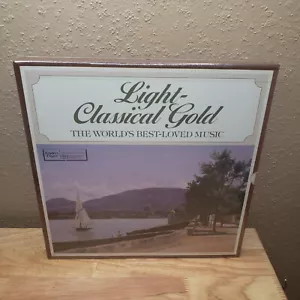 Light-
Classical Gold
THE WORLD'S BEST-LOVED MUSIC